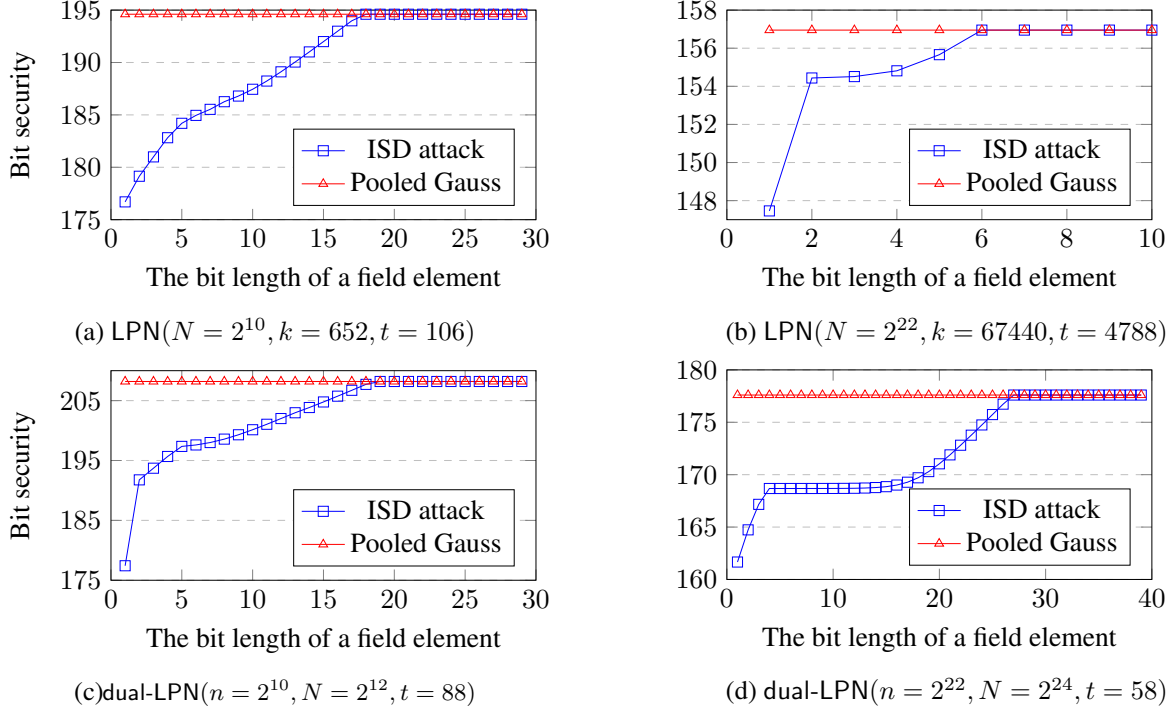 195
190
185
180
175
0 5 10 15 20 25 30
Bit security
ISD attack
Pooled Gauss
The bit length of a field element
(a) LPN(N = 2^10, k = 652, t = 106)
158
156
154
152
150
148
0 2 4 6 8 10
ISD attack
Pooled Gauss
The bit length of a field element
(b) LPN(N = 2^22, k = 67440, t = 4788)
205
195
185
175
0 5 10 15 20 25 30
Bit security
ISD attack
Pooled Gauss
The bit length of a field element
(c)dual-LPN(n = 2^10, N = 2^12, t = 88)
180
175
170
165
160
0 10 20 30 40
ISD attack
Pooled Gauss
The bit length of a field element
(d) dual-LPN(n = 2^22, N = 2^24, t = 58)